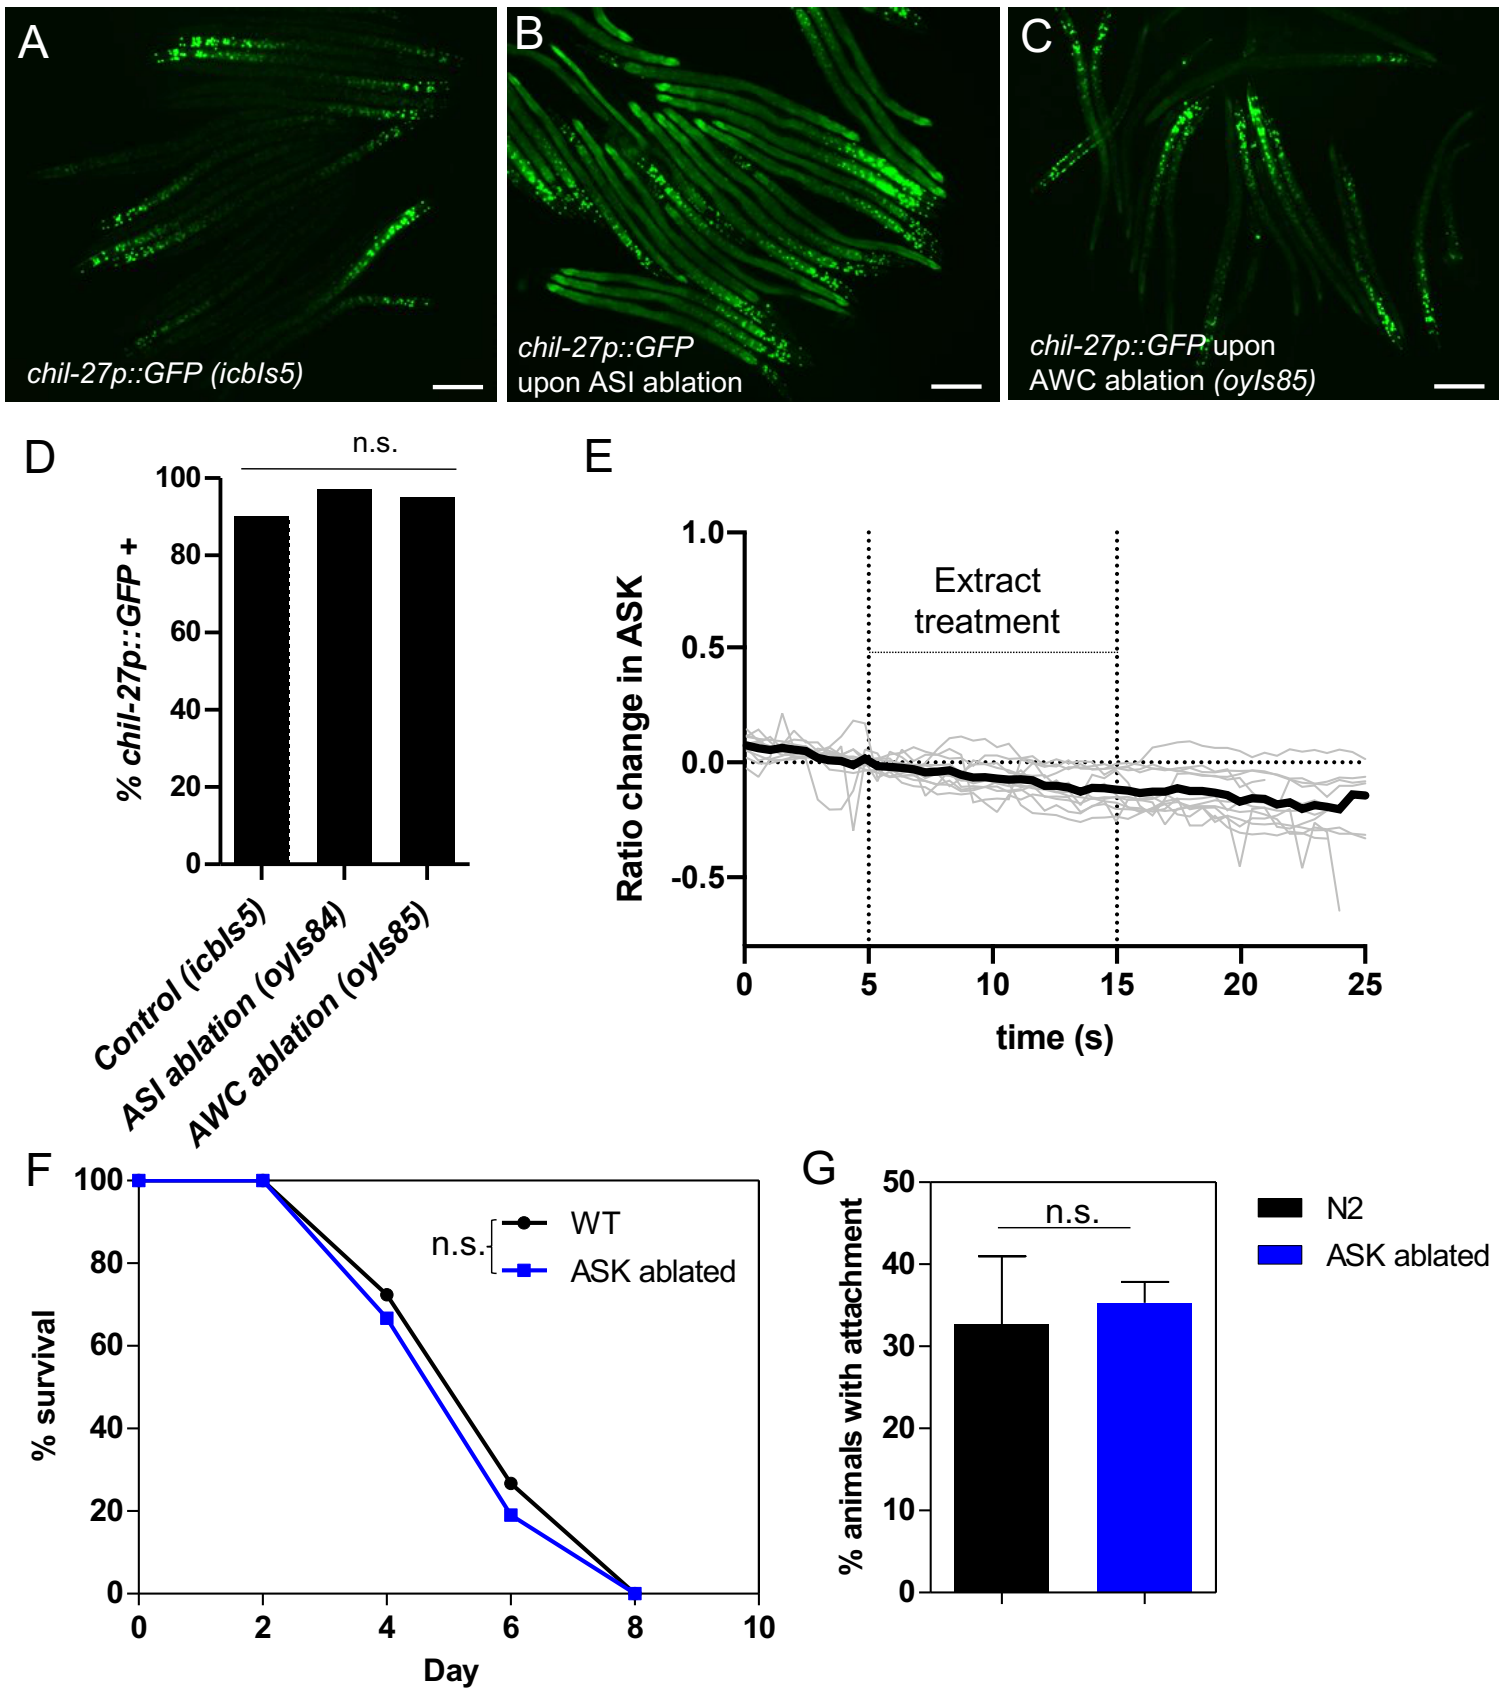 A
chil-27p::GFP (icbIs5)
B
chil-27p::GFP
upon ASI ablation
C
chil-27p::GFP upon
AWC ablation (oyIs85)
D
n.s.
% chil-27p::GFP +
100
80
60
40
20
0
Control (icbIs5)
ASI ablation (oyIs84)
AWC ablation (oyIs85)
E
Ratio change in ASK
1.0
0.5
0.0
-0.5
Extract
treatment
0 5 10 15 20 25
time (s)
F
% survival
100
80
60
40
20
0
n.s.
WT
ASK ablated
0 2 4 6 8 10
Day
G
% animals with attachment
50
40
30
20
10
0
n.s.
N2
ASK ablated